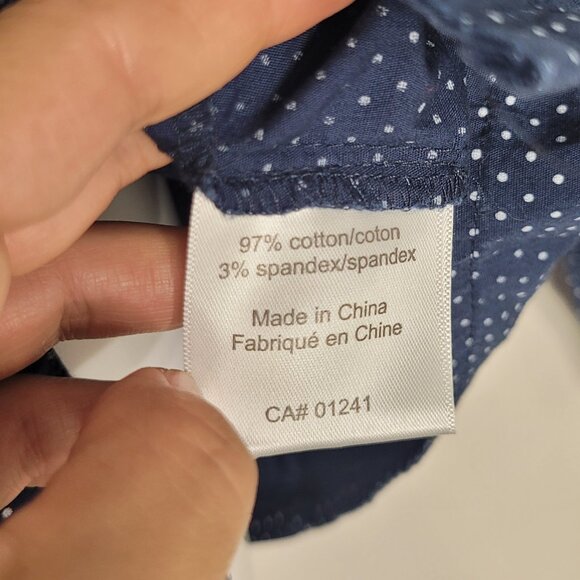 97% cotton/coton
3% spandex/spandex
Made in China
Fabriqué en Chine
CA# 01241